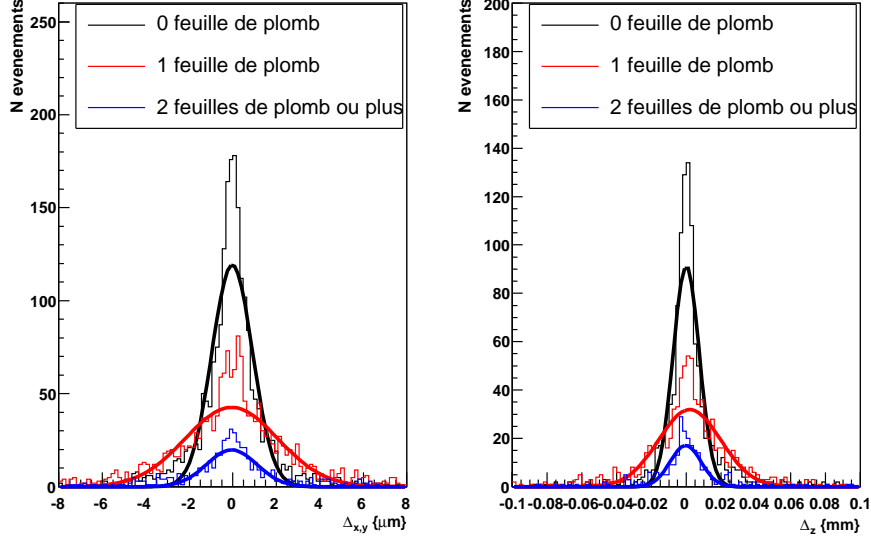 N evenements
0 feuille de plomb
1 feuille de plomb
2 feuilles de plomb ou plus
250
200
150
100
50
0
-8 -6 -4 -2 0 2 4 6 8
Δx,y {μm}
N evenements
0 feuille de plomb
1 feuille de plomb
2 feuilles de plomb ou plus
200
180
160
140
120
100
80
60
40
20
0
-0.1 -0.08 -0.06 -0.04 -0.02 0 0.02 0.04 0.06 0.08 0.1
Δz {mm}